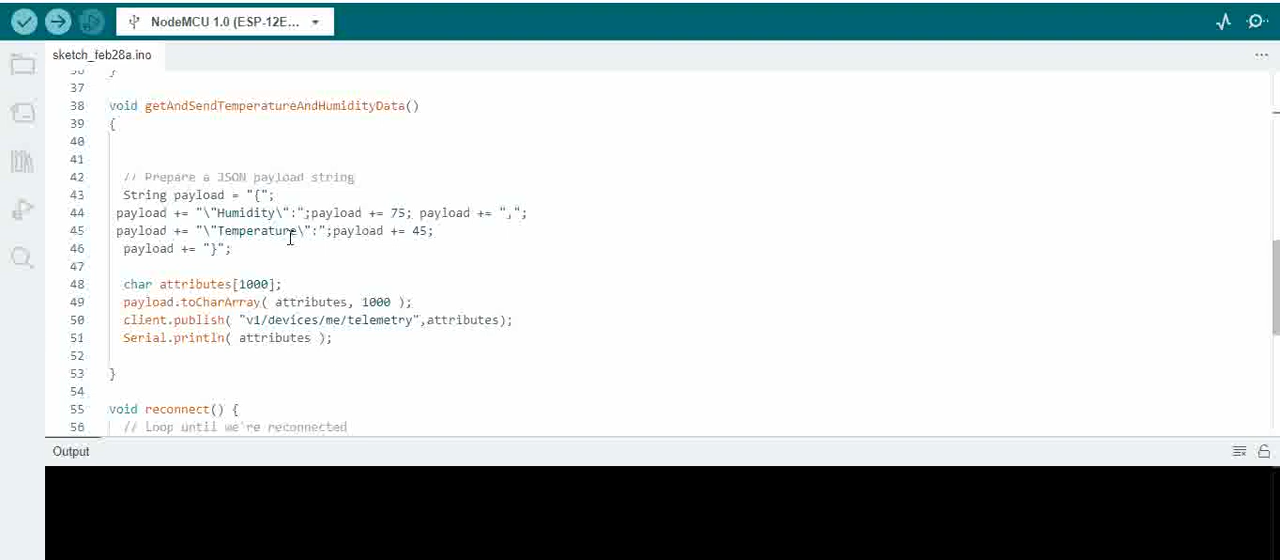 NodeMCU 1.0 (ESP-12E...
sketch_feb28a.ino
...
36 }
37
38 void getAndSendTemperatureAndHumidityData()
39 {
40
41
42 // Prepare a JSON payload string
43 String payload = "{";
44 payload += "\"Humidity\":";payload += 75; payload += ",";
45 payload += "\"Temperature\":";payload += 45;
46 payload += "}";
47
48 char attributes[1000];
49 payload.toCharArray( attributes, 1000 );
50 client.publish( "v1/devices/me/telemetry",attributes);
51 Serial.println( attributes );
52
53 }
54
55 void reconnect() {
56 // Loop until we're reconnected
Output